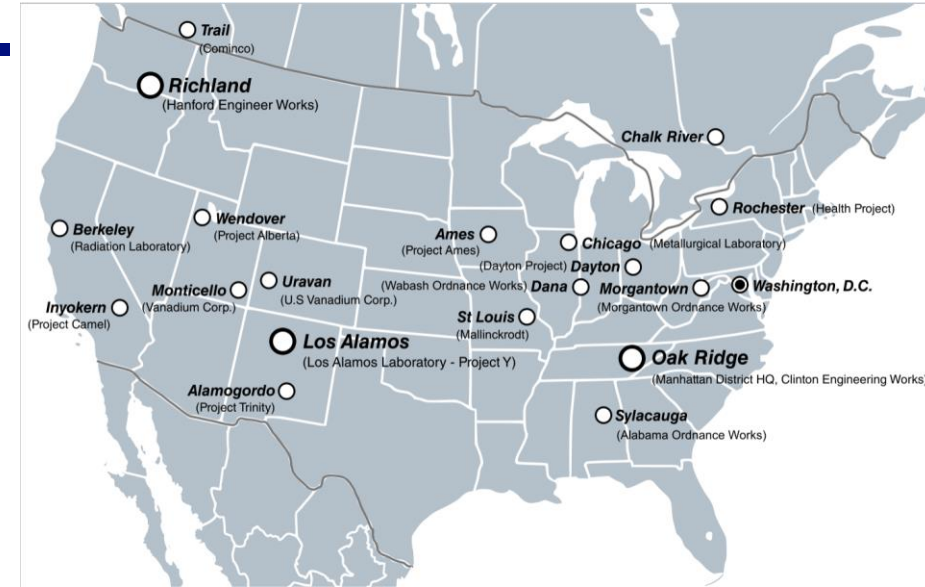 Trail
(Cominco)
Richland
(Hanford Engineer Works)
Chalk River
Rochester (Health Project)
Berkeley
(Radiation Laboratory)
Wendover
(Project Alberta)
Ames
(Project Ames)
Chicago (Metallurgical Laboratory)
(Dayton Project) Dayton
Uravan
(U.S Vanadium Corp.)
Monticello
(Vanadium Corp.)
(Wabash Ordnance Works) Dana
Morgantown
(Morgantown Ordnance Works)
Washington, D.C.
Inyokern
(Project Camel)
St Louis
(Mallinckrodt)
Los Alamos
(Los Alamos Laboratory - Project Y)
Oak Ridge
(Manhattan District HQ, Clinton Engineering Works)
Alamogordo
(Project Trinity)
Sylacauga
(Alabama Ordnance Works)